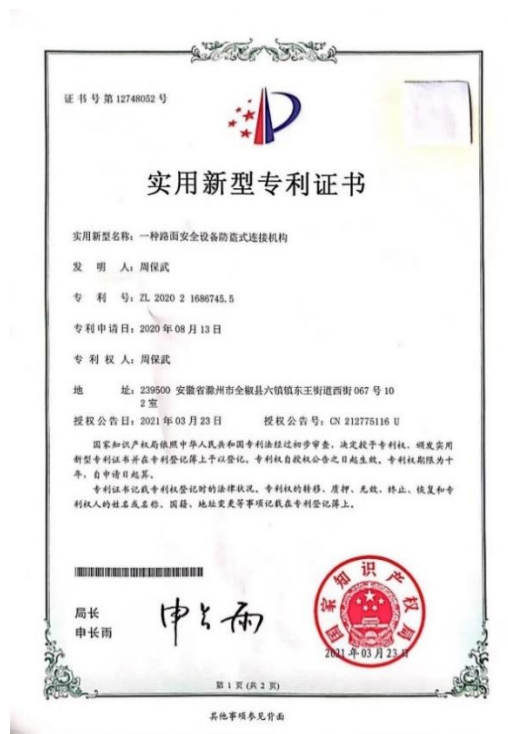 证书号第12748052号
实用新型专利证书
实用新型名称：一种路面安全设备防盗式连接机构
发明人：周保武
专利号：ZL 2020 2 1686745.5
专利申请日：2020年08月13日
专利权人：周保武
地址：239500 安徽省滁州市全椒县六镇镇东王街道西街067号10
2室
授权公告日：2021年03月23日 授权公告号：CN 212775116 U
国家知识产权局依照中华人民共和国专利法经过初步审查，决定授予专利权，颁发实用
新型专利证书并在专利登记簿上予以登记。专利权自授权公告之日起生效。专利权期限为十
年，自申请日起算。
专利证书记载专利权登记时的法律状况。专利权的转移、质押、无效、终止、恢复和专
利权人的姓名或名称、国籍、地址变更等事项记载在专利登记簿上。
局长
申长雨
申长雨
国家知识产权局
2021年03月23日
第1页(共2页)
其他事项参见背面